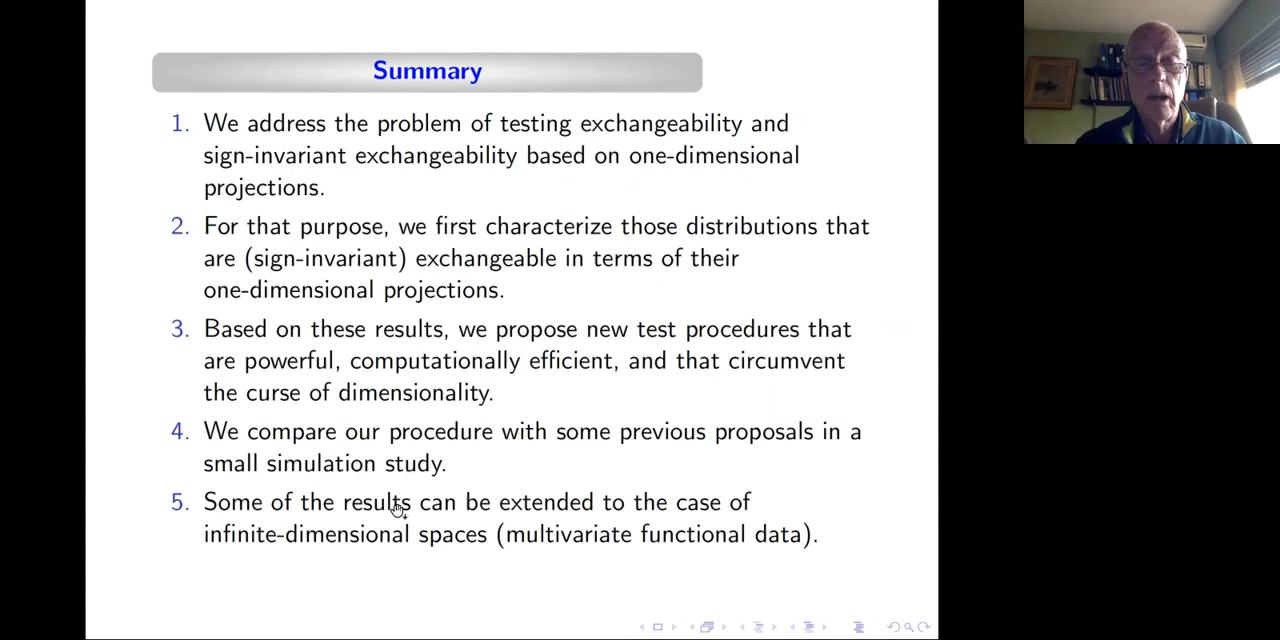 Summary
1. We address the problem of testing exchangeability and
sign-invariant exchangeability based on one-dimensional
projections.
2. For that purpose, we first characterize those distributions that
are (sign-invariant) exchangeable in terms of their
one-dimensional projections.
3. Based on these results, we propose new test procedures that
are powerful, computationally efficient, and that circumvent
the curse of dimensionality.
4. We compare our procedure with some previous proposals in a
small simulation study.
5. Some of the results can be extended to the case of
infinite-dimensional spaces (multivariate functional data).